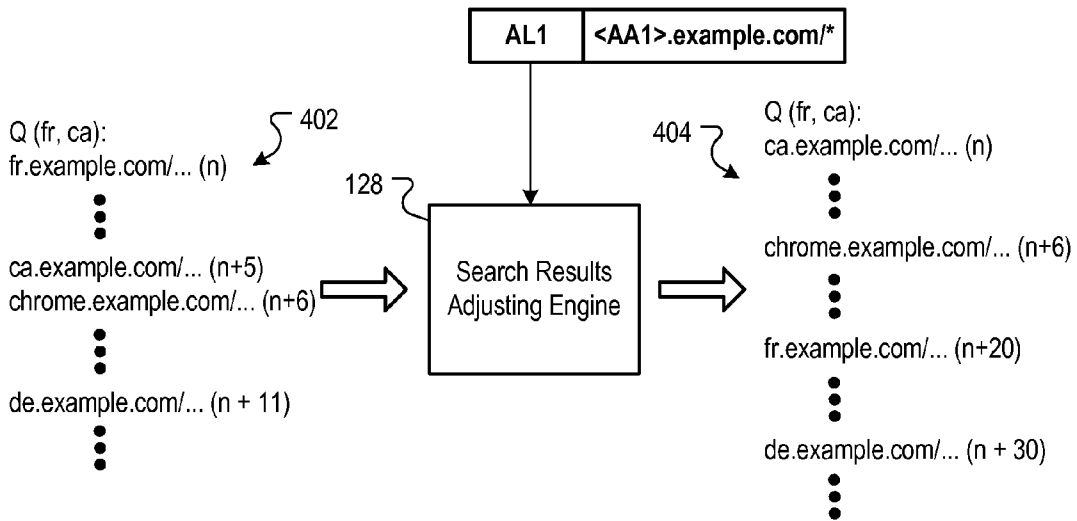 AL1 <AA1>.example.com/*
402
Q (fr, ca):
fr.example.com/... (n)
ca.example.com/... (n+5)
chrome.example.com/... (n+6)
de.example.com/... (n + 11)
128
Search Results
Adjusting Engine
404
Q (fr, ca):
ca.example.com/... (n)
chrome.example.com/... (n+6)
fr.example.com/... (n+20)
de.example.com/... (n + 30)